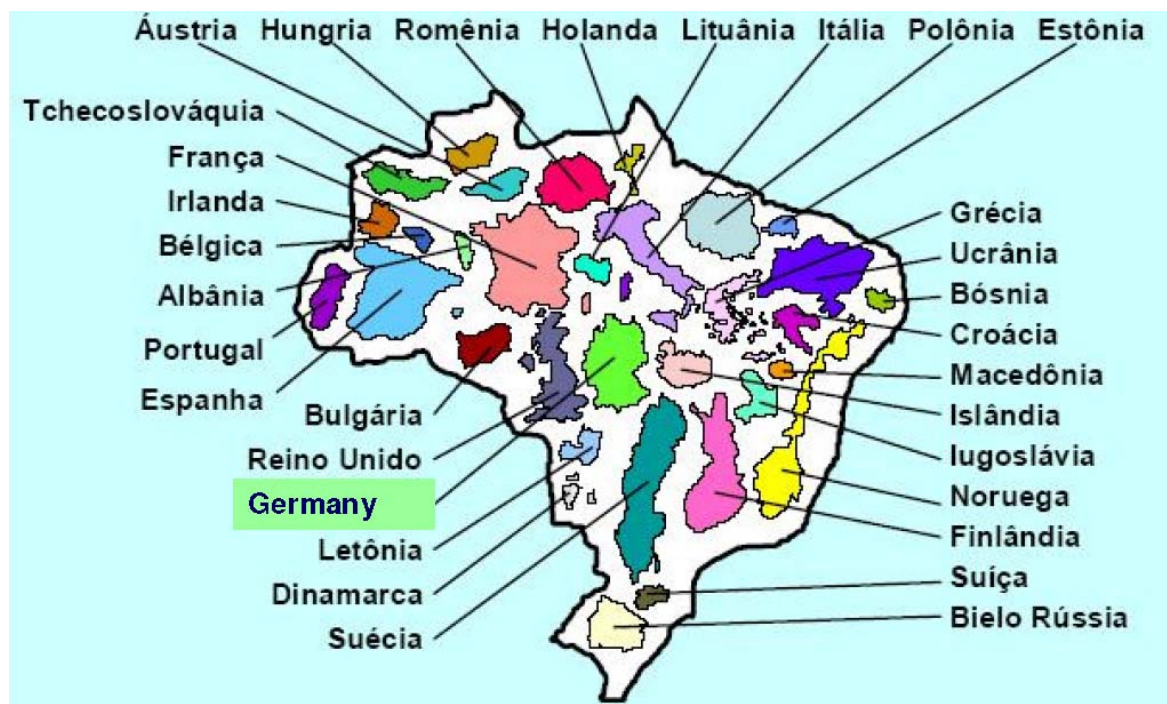 Áustria Hungria Romênia Holanda Lituânia Itália Polônia Estônia
Tchecoslováquia
França
Irlanda
Bélgica
Albânia
Portugal
Espanha
Bulgária
Reino Unido
Germany
Letônia
Dinamarca
Suécia
Grécia
Ucrânia
Bósnia
Croácia
Macedônia
Islândia
Iugoslávia
Noruega
Finlândia
Suíça
Bielo Rússia